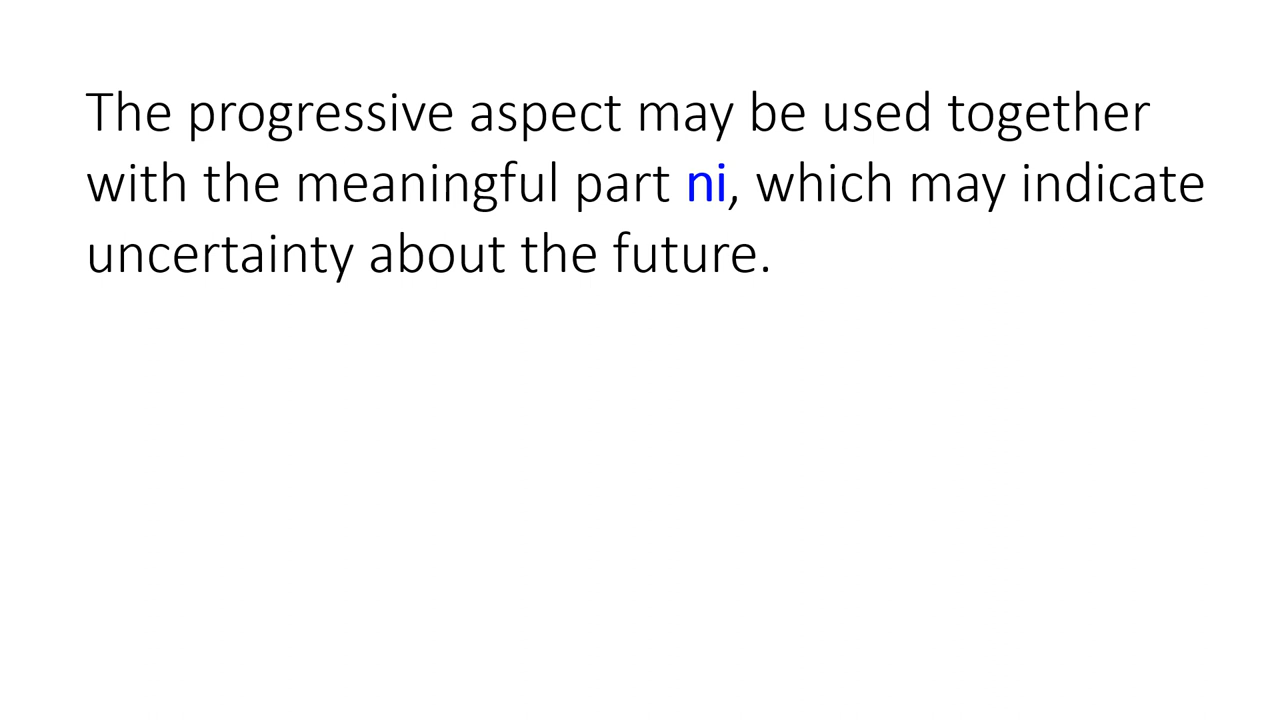 The progressive aspect may be used together
with the meaningful part ni, which may indicate
uncertainty about the future.